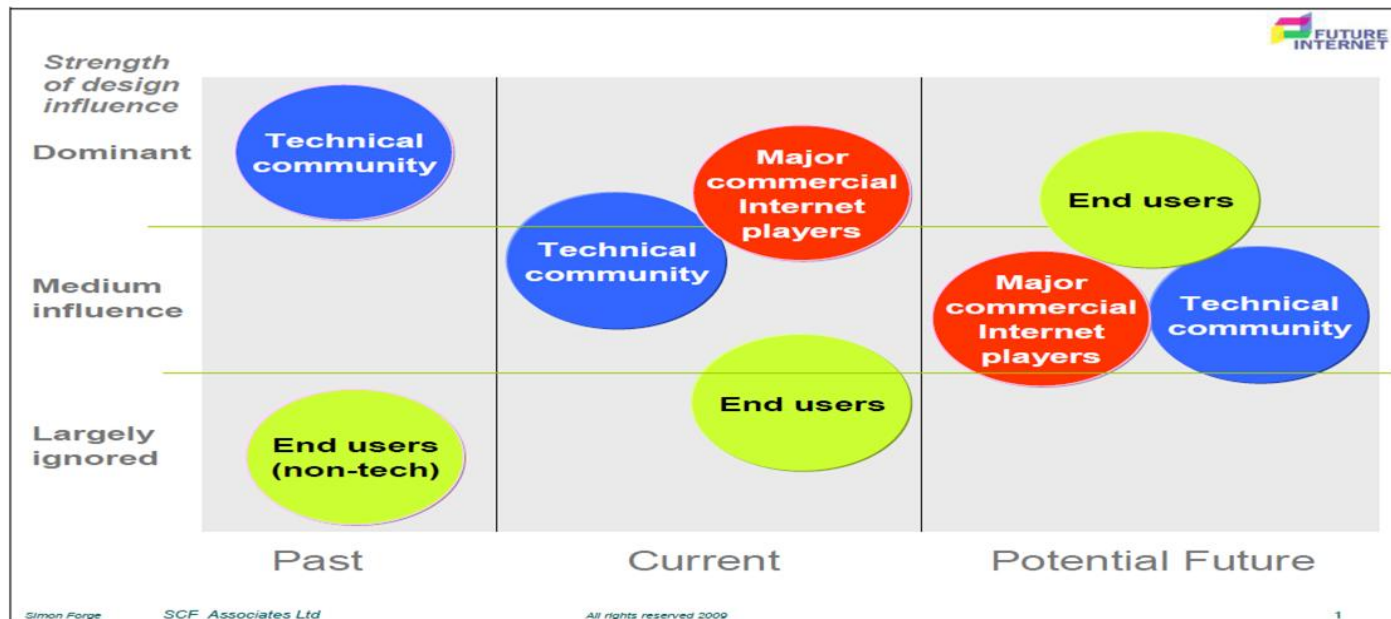 FUTURE
INTERNET
Strength
of design
influence
Dominant
Medium
influence
Largely
ignored
Technical
community
End users
(non-tech)
Technical
community
Major
commercial
Internet
players
End users
End users
Major
commercial
Internet
players
Technical
community
Past
Current
Potential Future
Simon Forge
SCF Associates Ltd
All rights reserved 2009
1